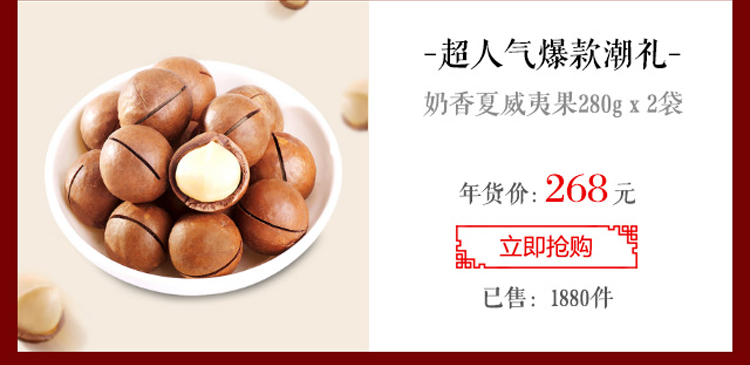 -超人气爆款潮礼-
奶香夏威夷果280g x 2袋
年货价:268元
立即抢购
已售：1880件